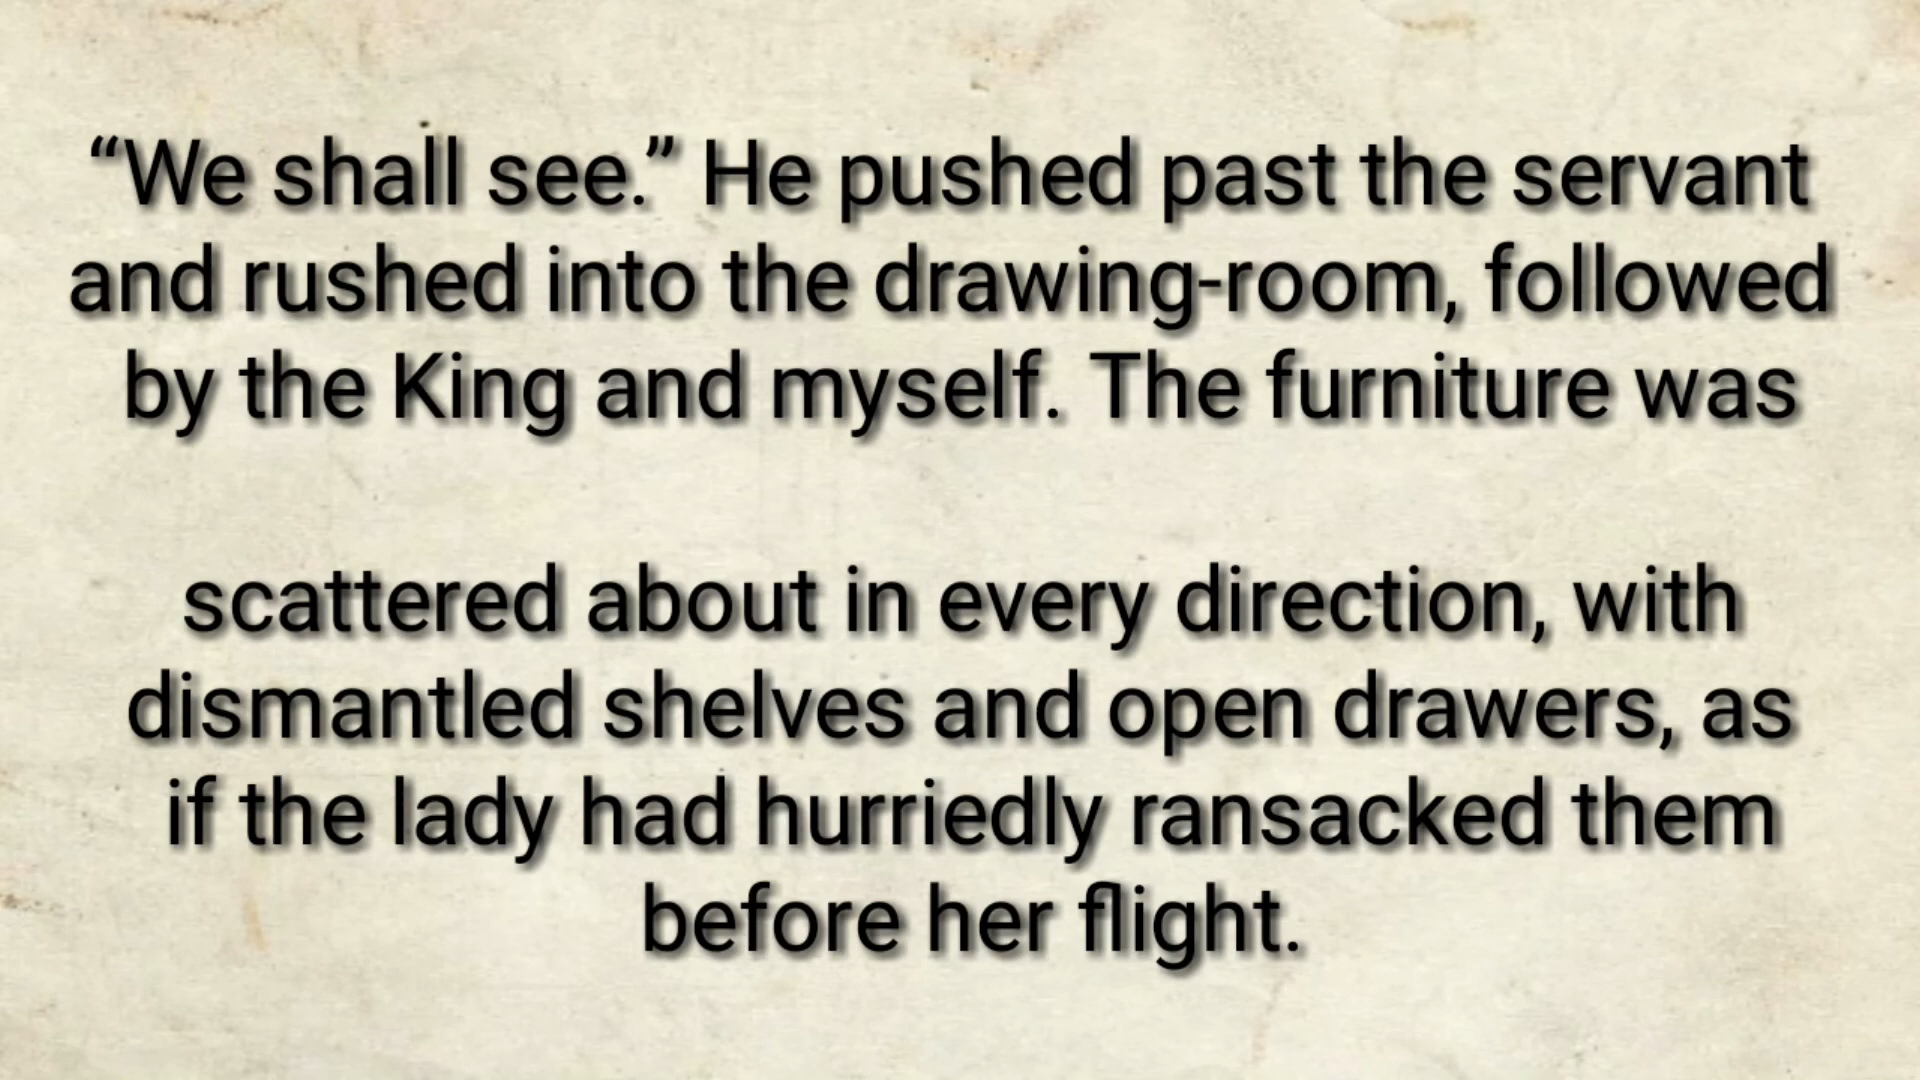 “We shall see.” He pushed past the servant
and rushed into the drawing-room, followed
by the King and myself. The furniture was
scattered about in every direction, with
dismantled shelves and open drawers, as
if the lady had hurriedly ransacked them
before her flight.